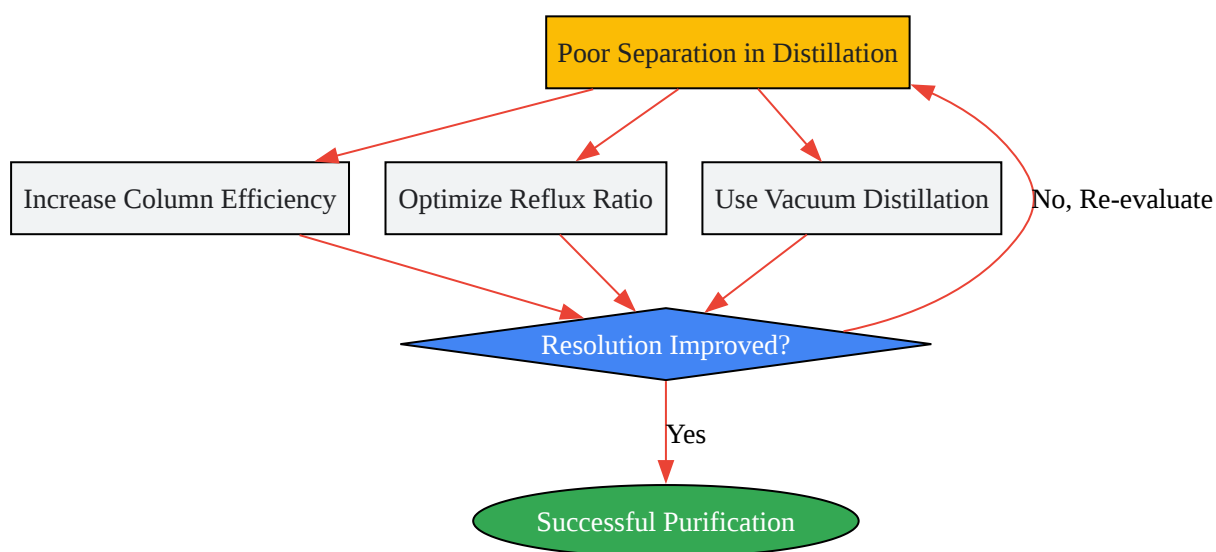 Poor Separation in Distillation
Increase Column Efficiency
Optimize Reflux Ratio
Use Vacuum Distillation
No, Re-evaluate
Resolution Improved?
Yes
Successful Purification